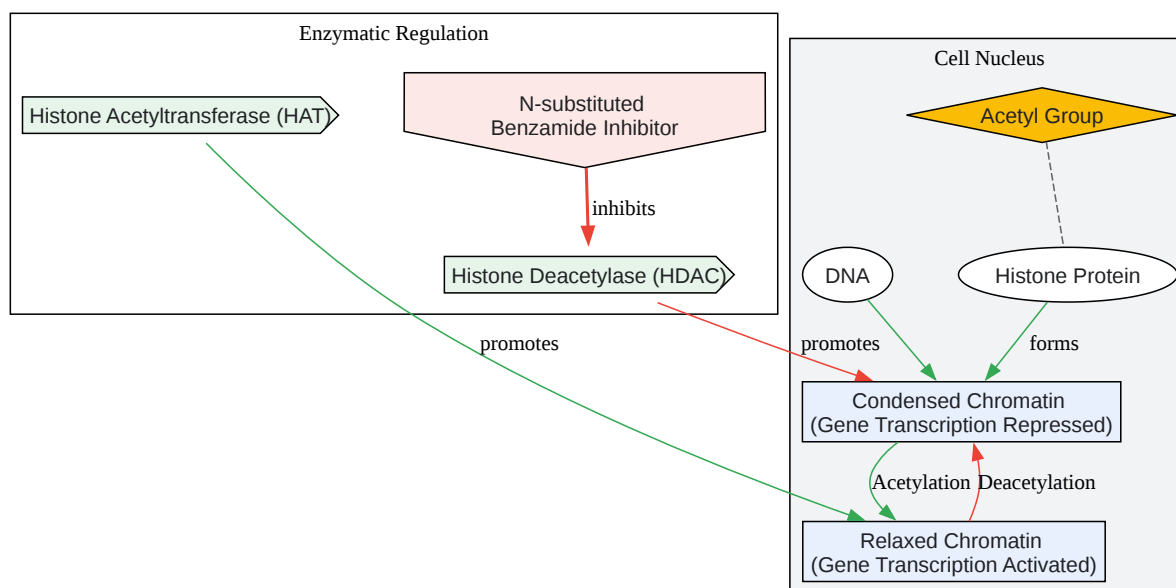 Enzymatic Regulation
Cell Nucleus
Histone Acetyltransferase (HAT)
N-substituted
Benzamide Inhibitor
Acetyl Group
inhibits
Histone Deacetylase (HDAC)
DNA
Histone Protein
promotes
promotes
forms
Condensed Chromatin
(Gene Transcription Repressed)
Acetylation
Deacetylation
Relaxed Chromatin
(Gene Transcription Activated)